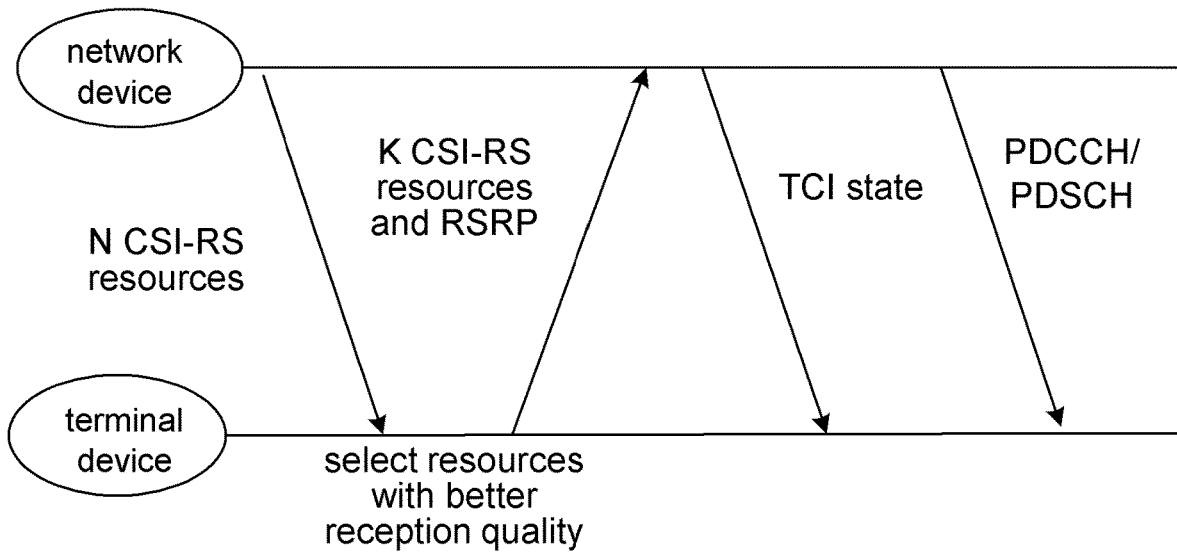 network
device
N CSI-RS
resources
K CSI-RS
resources
and RSRP
TCI state
PDCCH/
PDSCH
terminal
device
select resources
with better
reception quality